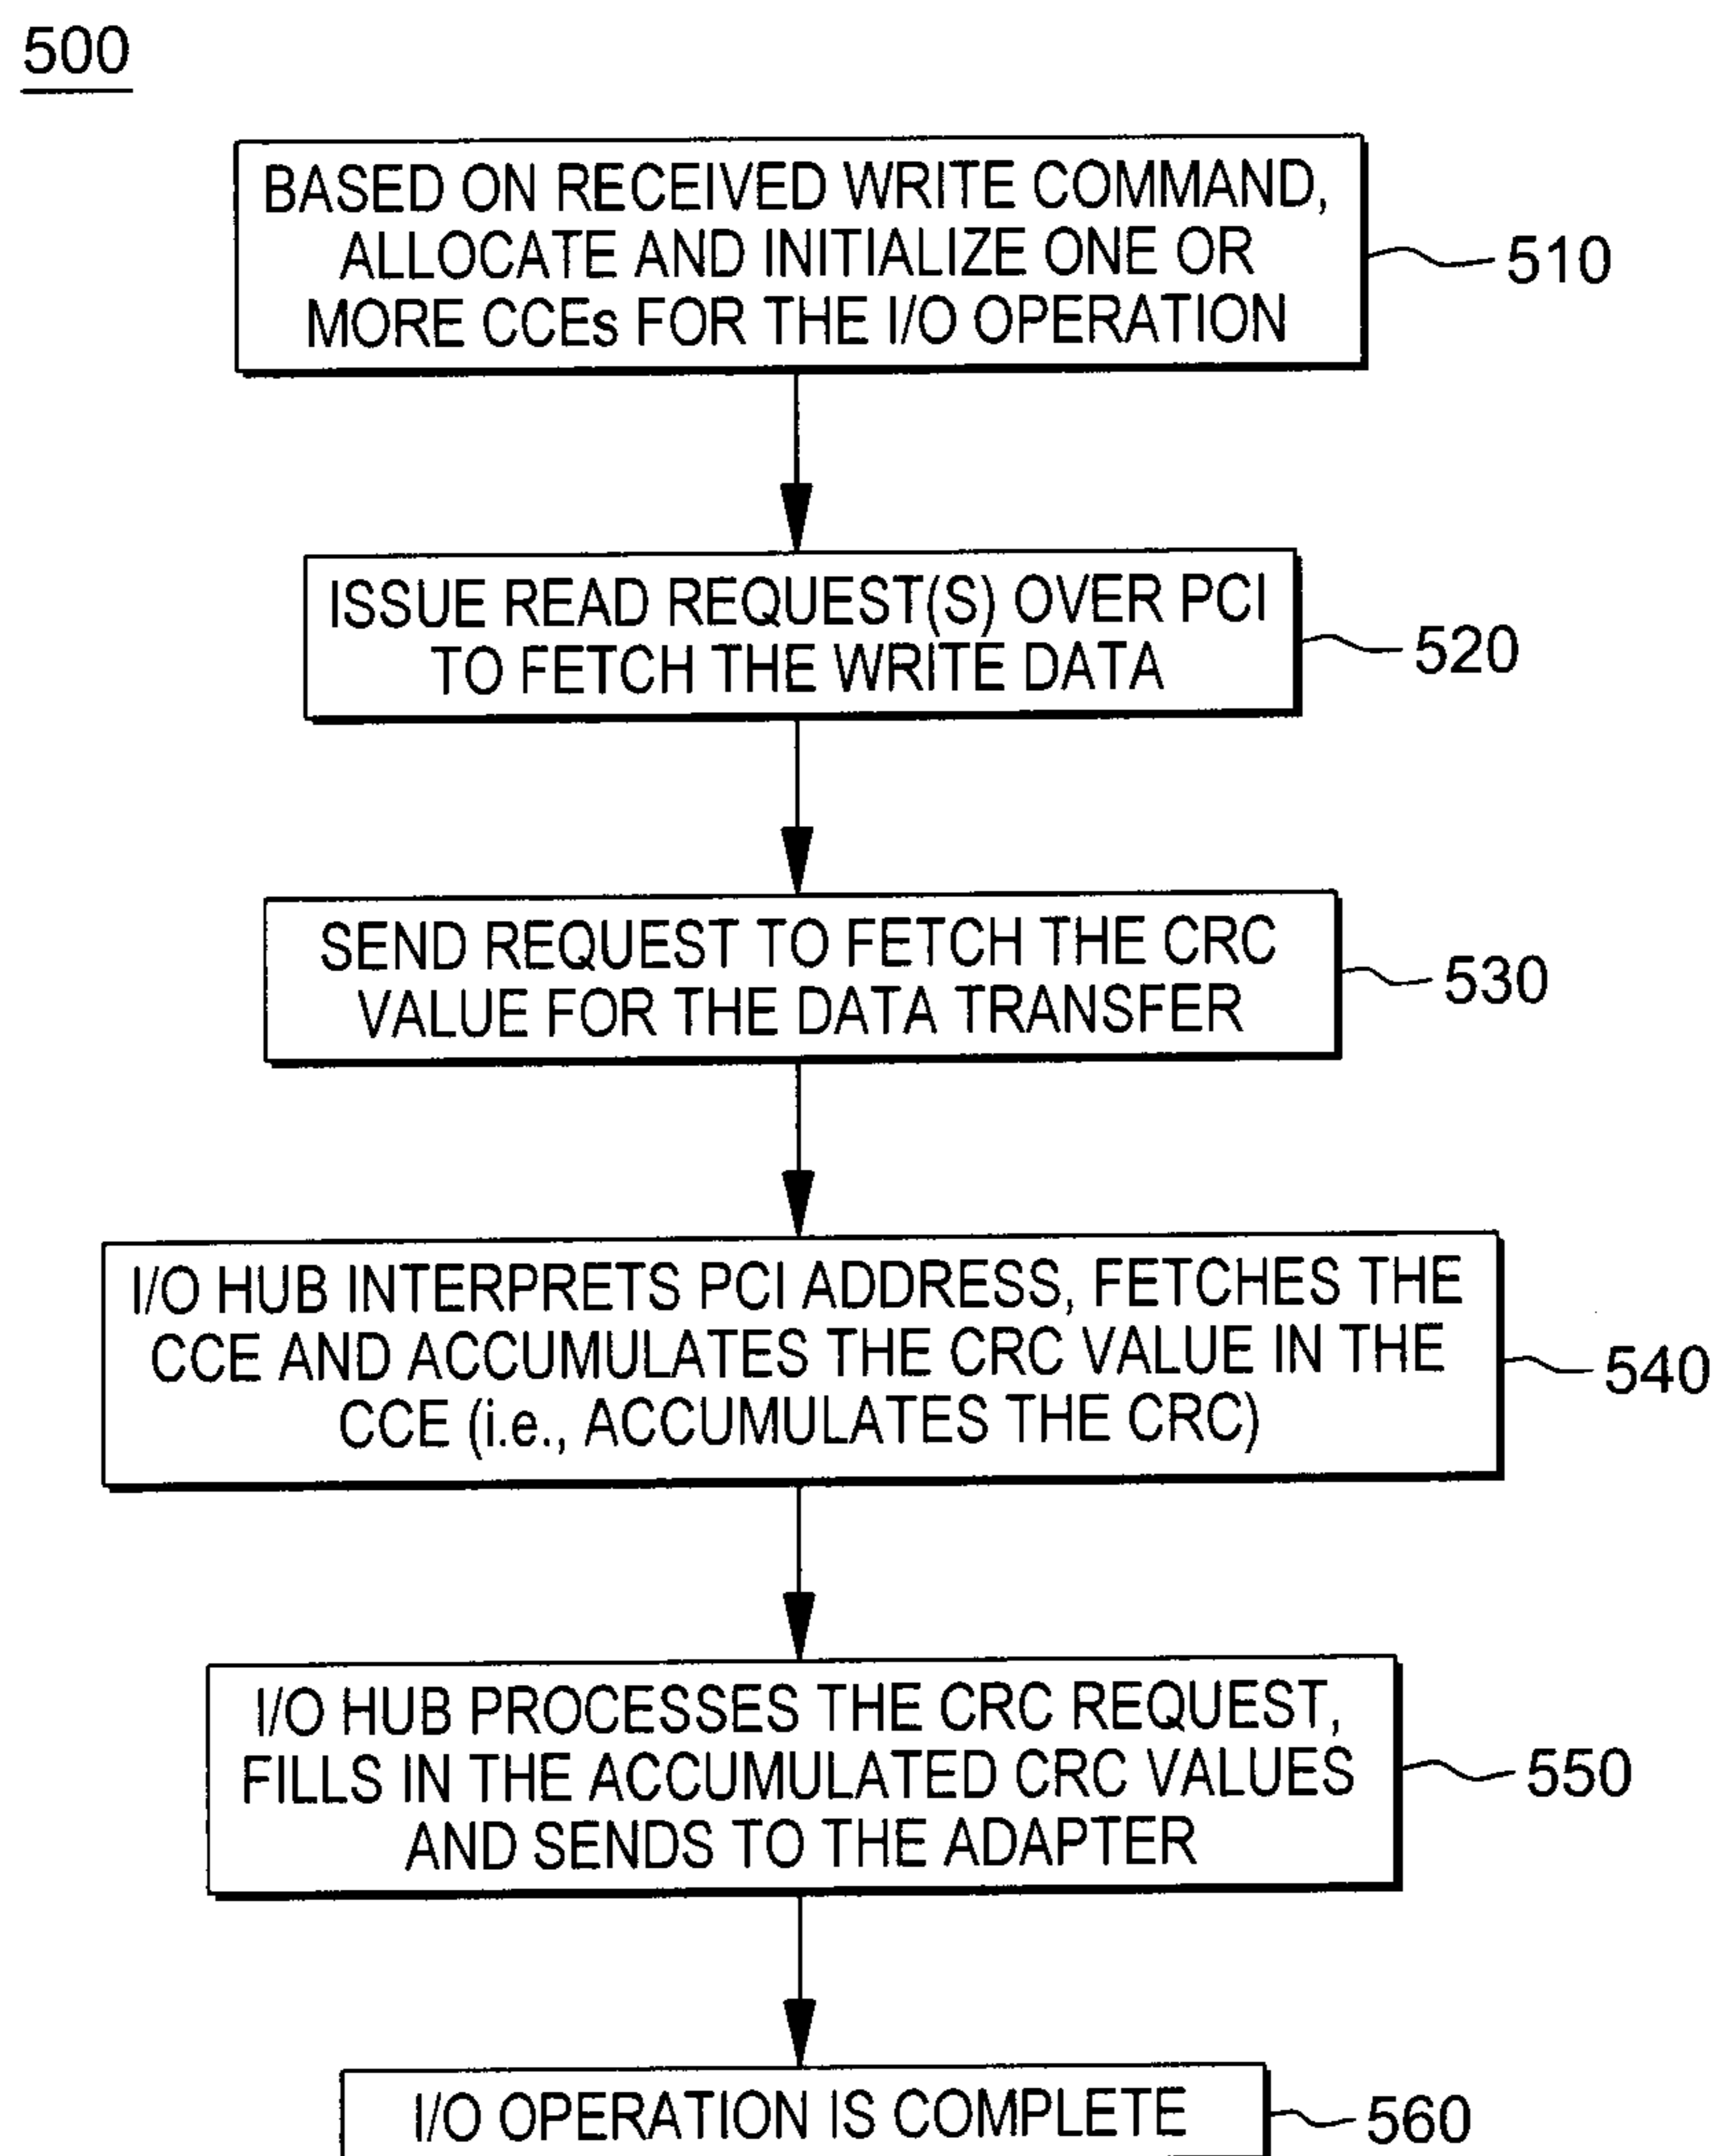 500
BASED ON RECEIVED WRITE COMMAND,
ALLOCATE AND INITIALIZE ONE OR
MORE CCEs FOR THE I/O OPERATION
510
ISSUE READ REQUEST(S) OVER PCI
TO FETCH THE WRITE DATA
520
SEND REQUEST TO FETCH THE CRC
VALUE FOR THE DATA TRANSFER
530
I/O HUB INTERPRETS PCI ADDRESS, FETCHES THE
CCE AND ACCUMULATES THE CRC VALUE IN THE
CCE (i.e., ACCUMULATES THE CRC)
540
I/O HUB PROCESSES THE CRC REQUEST,
FILLS IN THE ACCUMULATED CRC VALUES
AND SENDS TO THE ADAPTER
550
I/O OPERATION IS COMPLETE
560